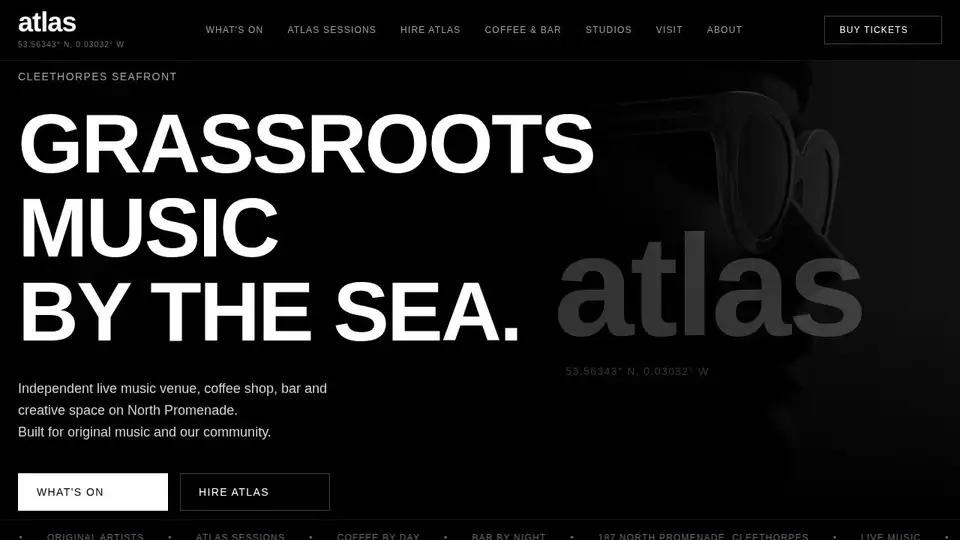 atlas
53.56343° N, 0.03032° W
WHAT'S ON
ATLAS SESSIONS
HIRE ATLAS
COFFEE & BAR
STUDIOS
VISIT
ABOUT
BUY TICKETS
CLEETHORPES SEAFRONT
GRASSROOTS
MUSIC
BY THE SEA.
atlas
53.56343° N, 0.03032° W
Independent live music venue, coffee shop, bar and
creative space on North Promenade.
Built for original music and our community.
WHAT'S ON
HIRE ATLAS
• ORIGINAL ARTISTS • ATLAS SESSIONS • COFFEE BY DAY • BAR BY NIGHT • 187 NORTH PROMENADE, CLEETHORPES • LIVE MUSIC •